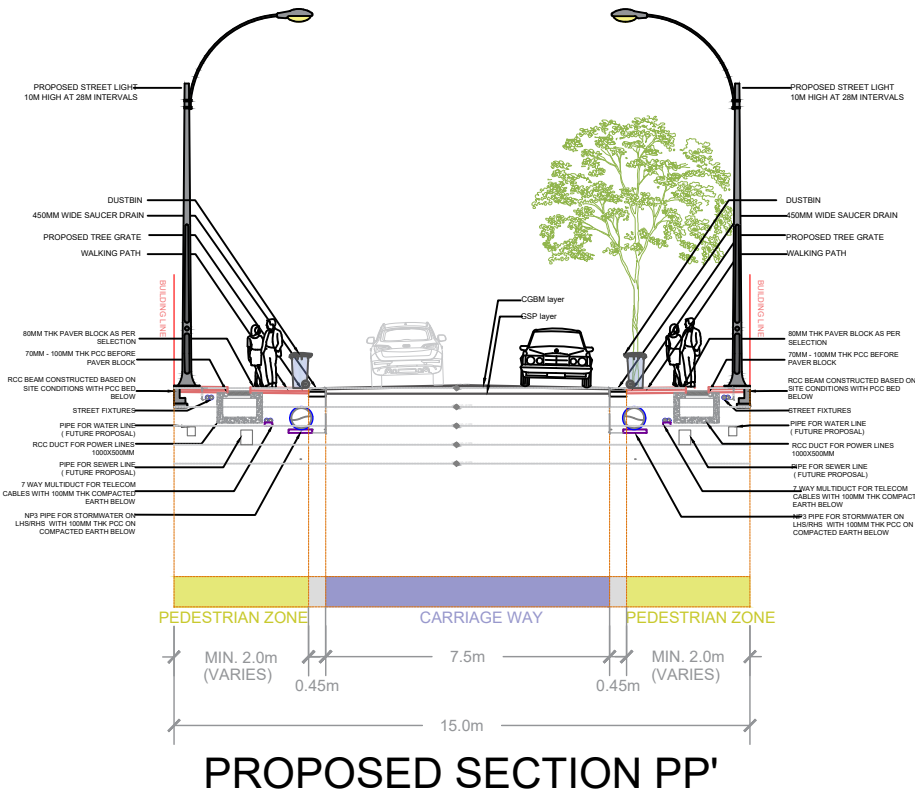 PROPOSED STREET LIGHT
10M HIGH AT 28M INTERVALS
DUSTBIN
450MM WIDE SAUCER DRAIN
PROPOSED TREE GRATE
WALKING PATH
BUILDING LINE
80MM THK PAVER BLOCK AS PER
SELECTION
70MM - 100MM THK PCC BEFORE
PAVER BLOCK
RCC BEAM CONSTRUCTED BASED ON
SITE CONDITIONS WITH PCC BED
BELOW
STREET FIXTURES
PIPE FOR WATER LINE
( FUTURE PROPOSAL)
RCC DUCT FOR POWER LINES
1000X500MM
PIPE FOR SEWER LINE
( FUTURE PROPOSAL)
7 WAY MULTIDUCT FOR TELECOM
CABLES WITH 100MM THK COMPACTED
EARTH BELOW
NP3 PIPE FOR STORMWATER ON
LHS/RHS WITH 100MM THK PCC ON
COMPACTED EARTH BELOW
CGBM layer
GSP layer
PROPOSED STREET LIGHT
10M HIGH AT 28M INTERVALS
DUSTBIN
450MM WIDE SAUCER DRAIN
PROPOSED TREE GRATE
WALKING PATH
BUILDING LINE
80MM THK PAVER BLOCK AS PER
SELECTION
70MM - 100MM THK PCC BEFORE
PAVER BLOCK
RCC BEAM CONSTRUCTED BASED ON
SITE CONDITIONS WITH PCC BED
BELOW
STREET FIXTURES
PIPE FOR WATER LINE
( FUTURE PROPOSAL)
RCC DUCT FOR POWER LINES
1000X500MM
PIPE FOR SEWER LINE
( FUTURE PROPOSAL)
7 WAY MULTIDUCT FOR TELECOM
CABLES WITH 100MM THK COMPACT
EARTH BELOW
NP3 PIPE FOR STORMWATER ON
LHS/RHS WITH 100MM THK PCC ON
COMPACTED EARTH BELOW
PEDESTRIAN ZONE
CARRIAGE WAY
PEDESTRIAN ZONE
MIN. 2.0m
(VARIES)
0.45m
7.5m
0.45m
MIN. 2.0m
(VARIES)
15.0m
PROPOSED SECTION PP'